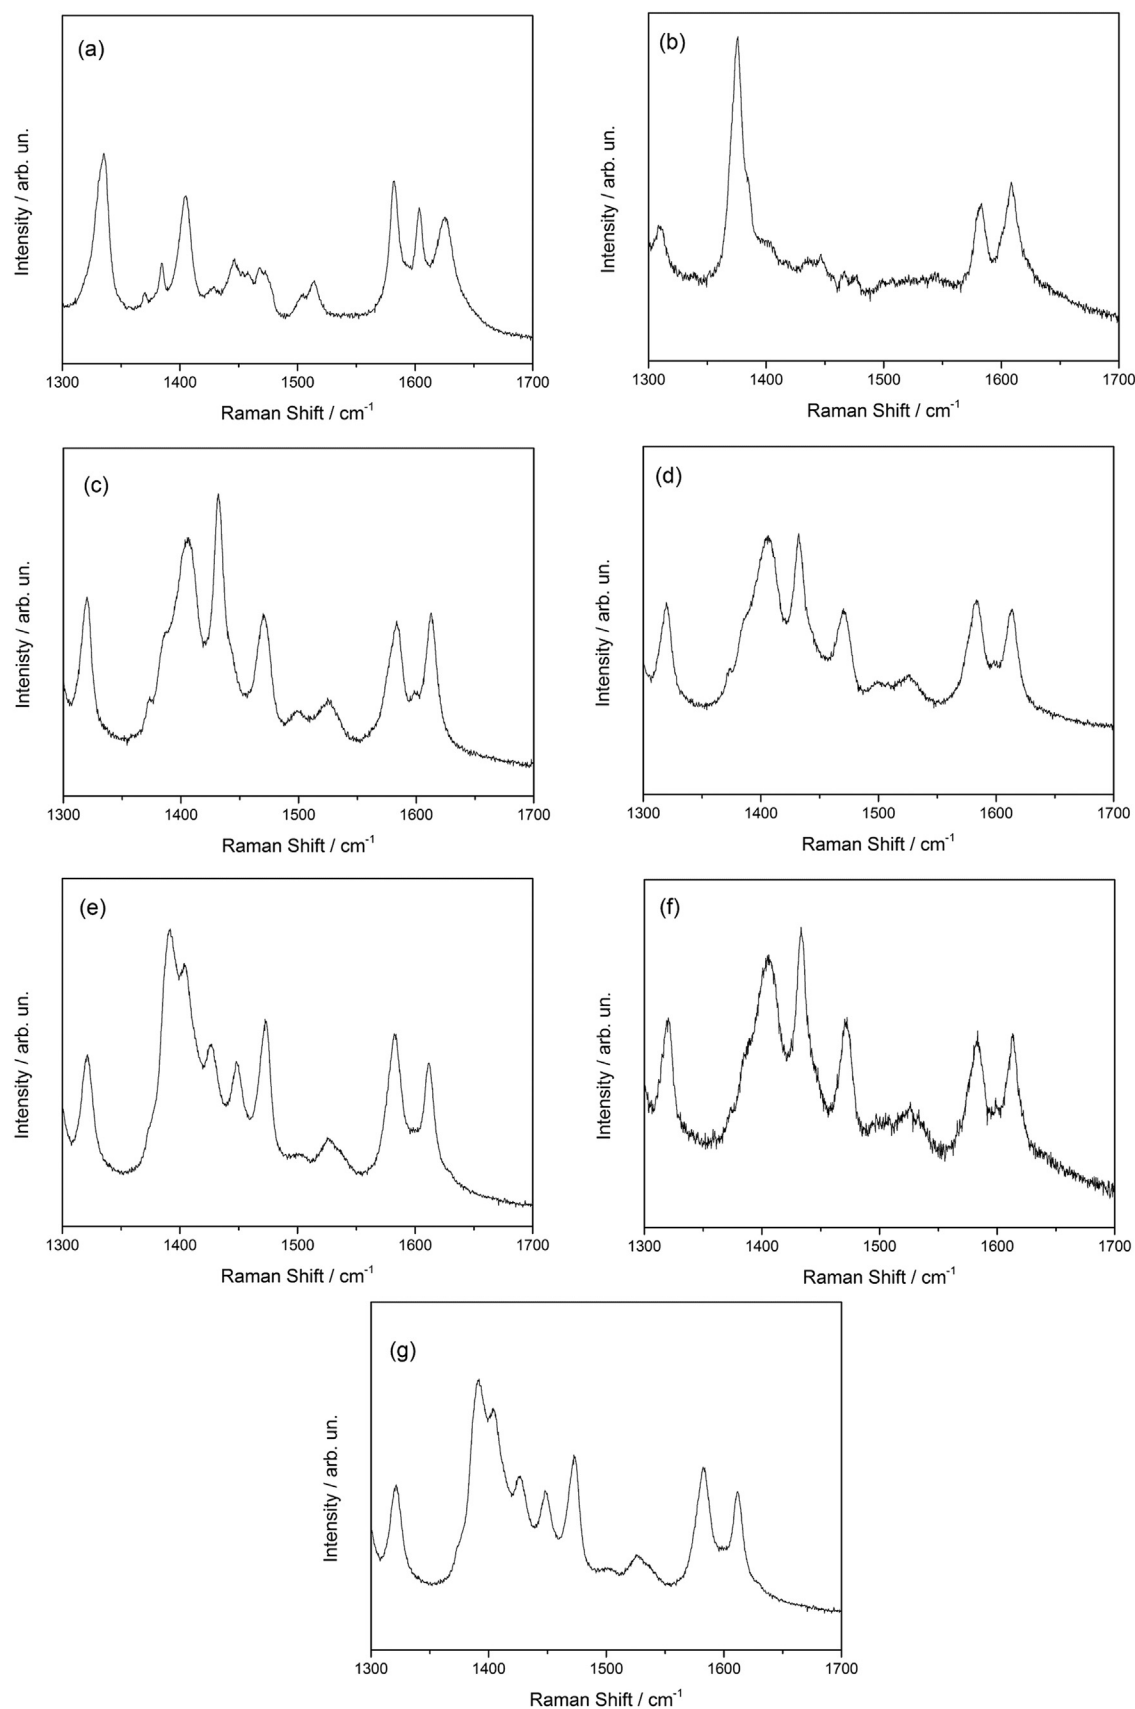 (a)
Intensity / arb. un.
1300 1400 1500 1600 1700
Raman Shift / cm-1
(b)
Intensity / arb. un.
1300 1400 1500 1600 1700
Raman Shift / cm-1
(c)
Intenisty / arb. un.
1300 1400 1500 1600 1700
Raman Shift / cm-1
(d)
Intensity / arb. un.
1300 1400 1500 1600 1700
Raman Shift / cm-1
(e)
Intensity / arb. un.
1300 1400 1500 1600 1700
Raman Shift / cm-1
(f)
Intensity / arb. un.
1300 1400 1500 1600 1700
Raman Shift / cm-1
(g)
Intensity / arb. un.
1300 1400 1500 1600 1700
Raman Shift / cm-1